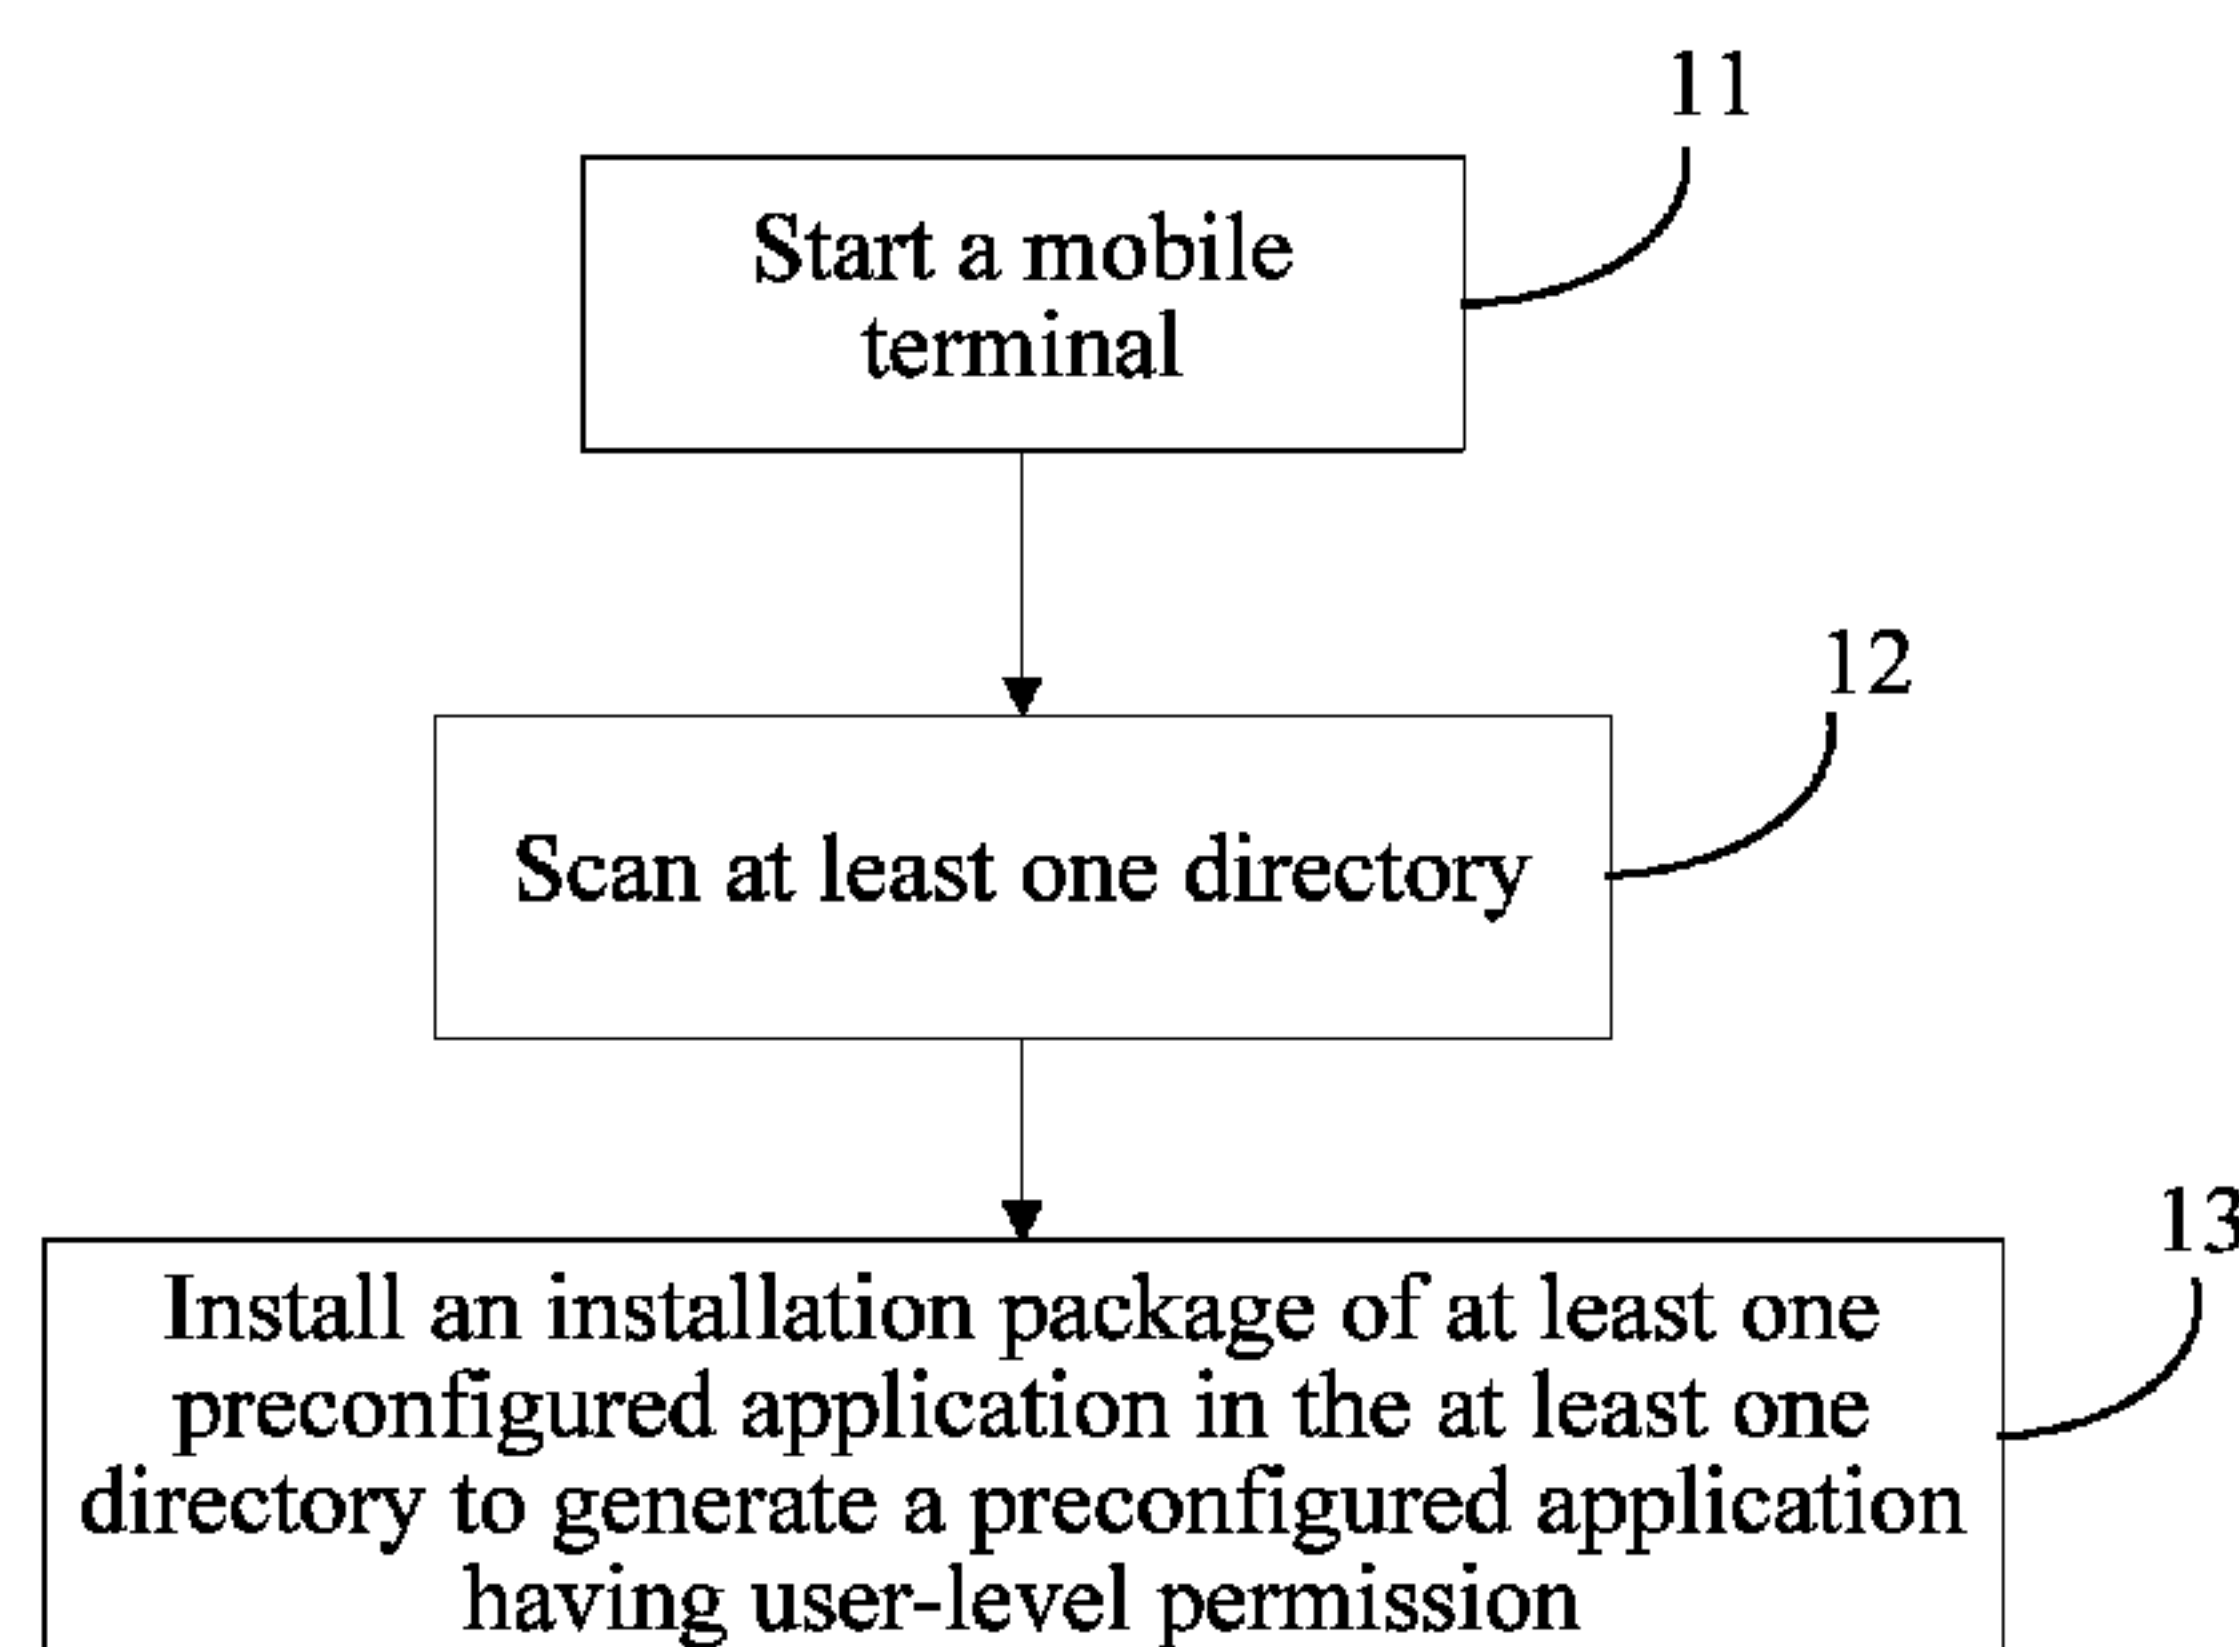 11
Start a mobile
terminal
12
Scan at least one directory
13
Install an installation package of at least one
preconfigured application in the at least one
directory to generate a preconfigured application
having user-level permission